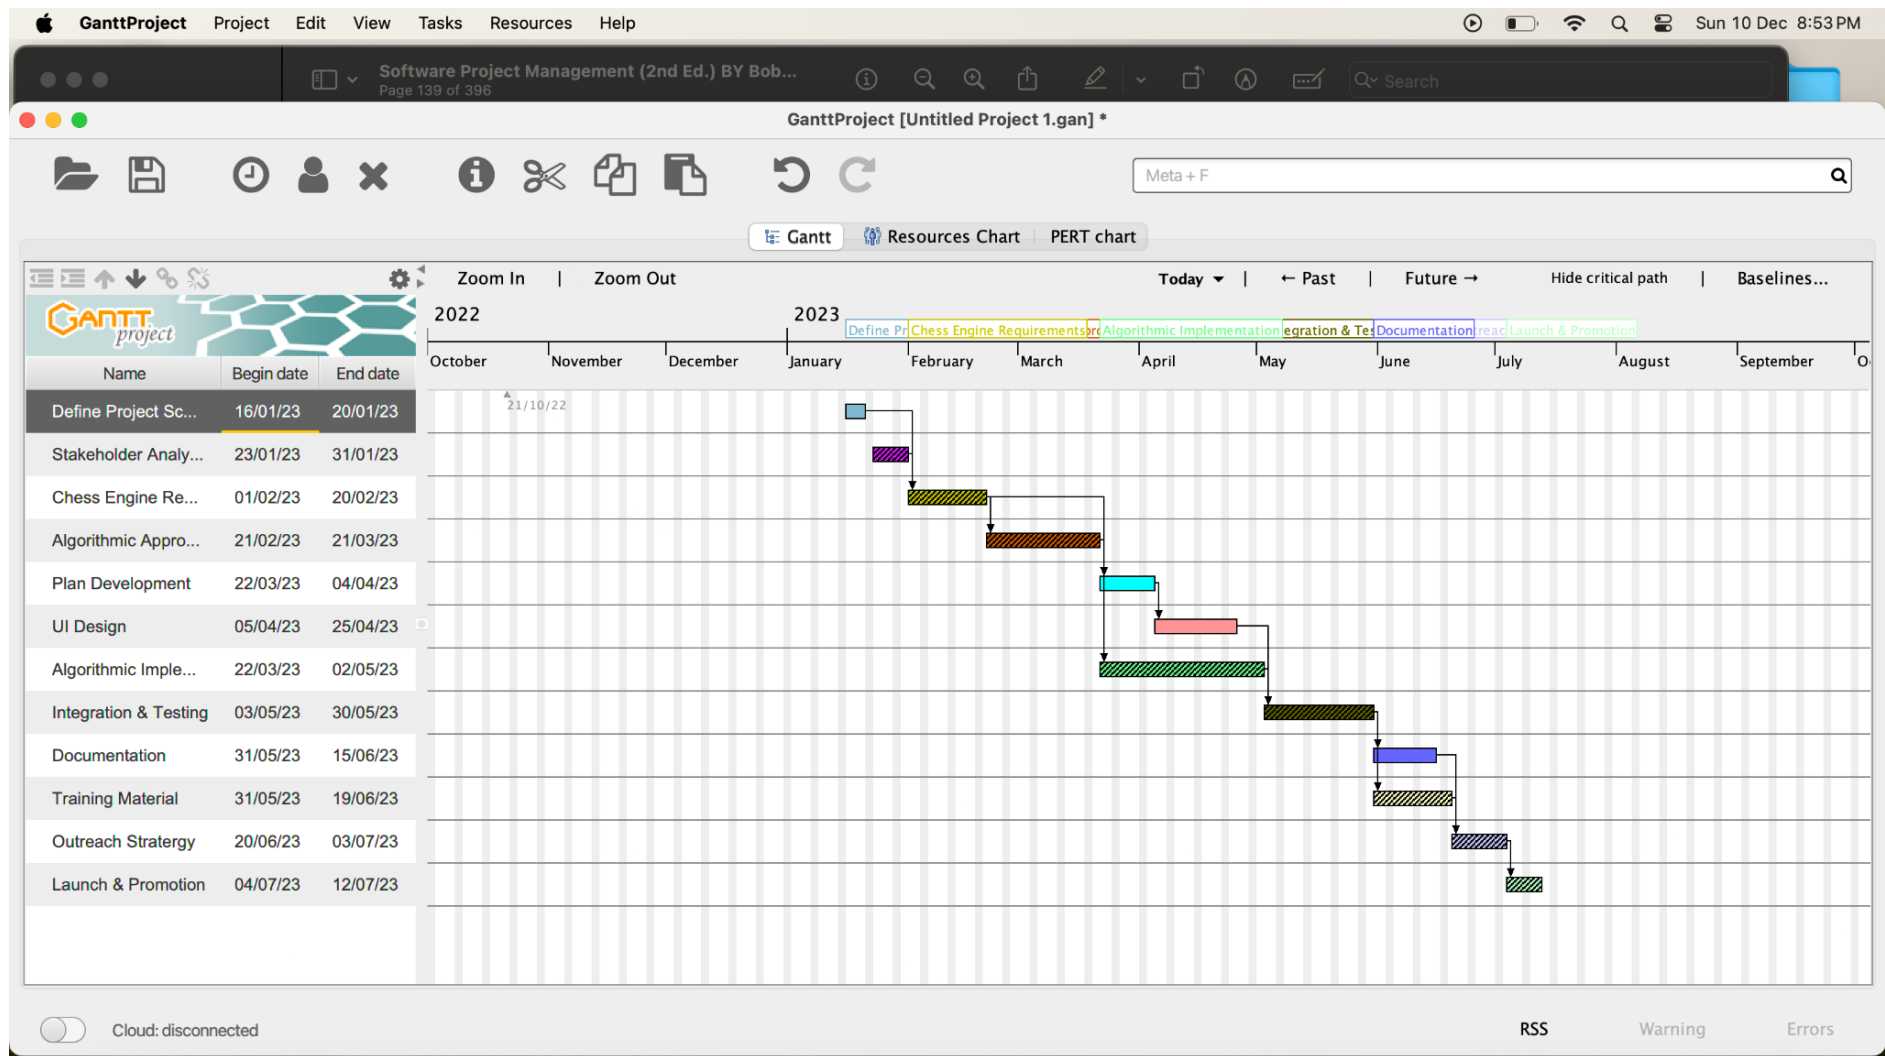 GanttProject Project Edit View Tasks Resources Help Sun 10 Dec 8:53 PM
Software Project Management (2nd Ed.) BY Bob...
Page 139 of 396
Search
GanttProject [Untitled Project 1.gan] *
Meta + F
Gantt Resources Chart PERT chart
Zoom In | Zoom Out Today | ← Past | Future → Hide critical path | Baselines...
GANTT project
2022 2023
Define Pr Chess Engine Requirements Algorithmic Implementation egration & Tes Documentation reac Launch & Promotion
October November December January February March April May June July August September O
Name Begin date End date
21/10/22
Define Project Sc... 16/01/23 20/01/23
Stakeholder Analy... 23/01/23 31/01/23
Chess Engine Re... 01/02/23 20/02/23
Algorithmic Appro... 21/02/23 21/03/23
Plan Development 22/03/23 04/04/23
UI Design 05/04/23 25/04/23
Algorithmic Imple... 22/03/23 02/05/23
Integration & Testing 03/05/23 30/05/23
Documentation 31/05/23 15/06/23
Training Material 31/05/23 19/06/23
Outreach Stratergy 20/06/23 03/07/23
Launch & Promotion 04/07/23 12/07/23
Cloud: disconnected RSS Warning Errors